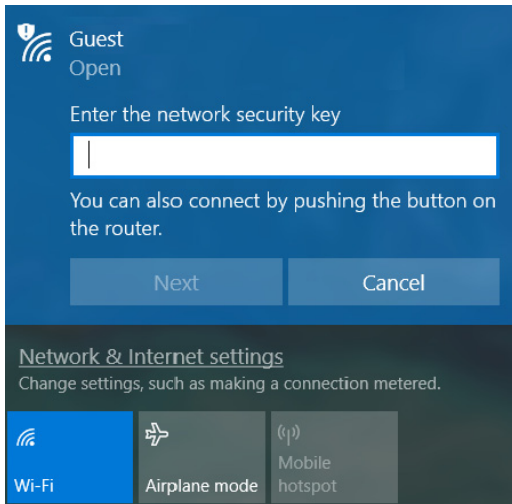 Guest
Open
Enter the network security key
You can also connect by pushing the button on
the router.
Next
Cancel
Network & Internet settings
Change settings, such as making a connection metered.
Wi-Fi
Airplane mode
Mobile
hotspot